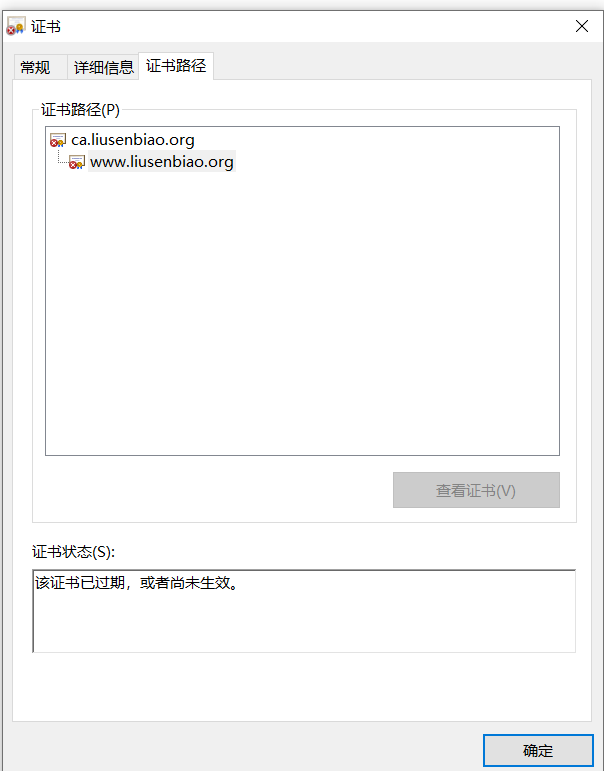 证书
常规 详细信息 证书路径
证书路径(P)
ca.liusenbiao.org
www.liusenbiao.org
查看证书(V)
证书状态(S):
该证书已过期，或者尚未生效。
确定